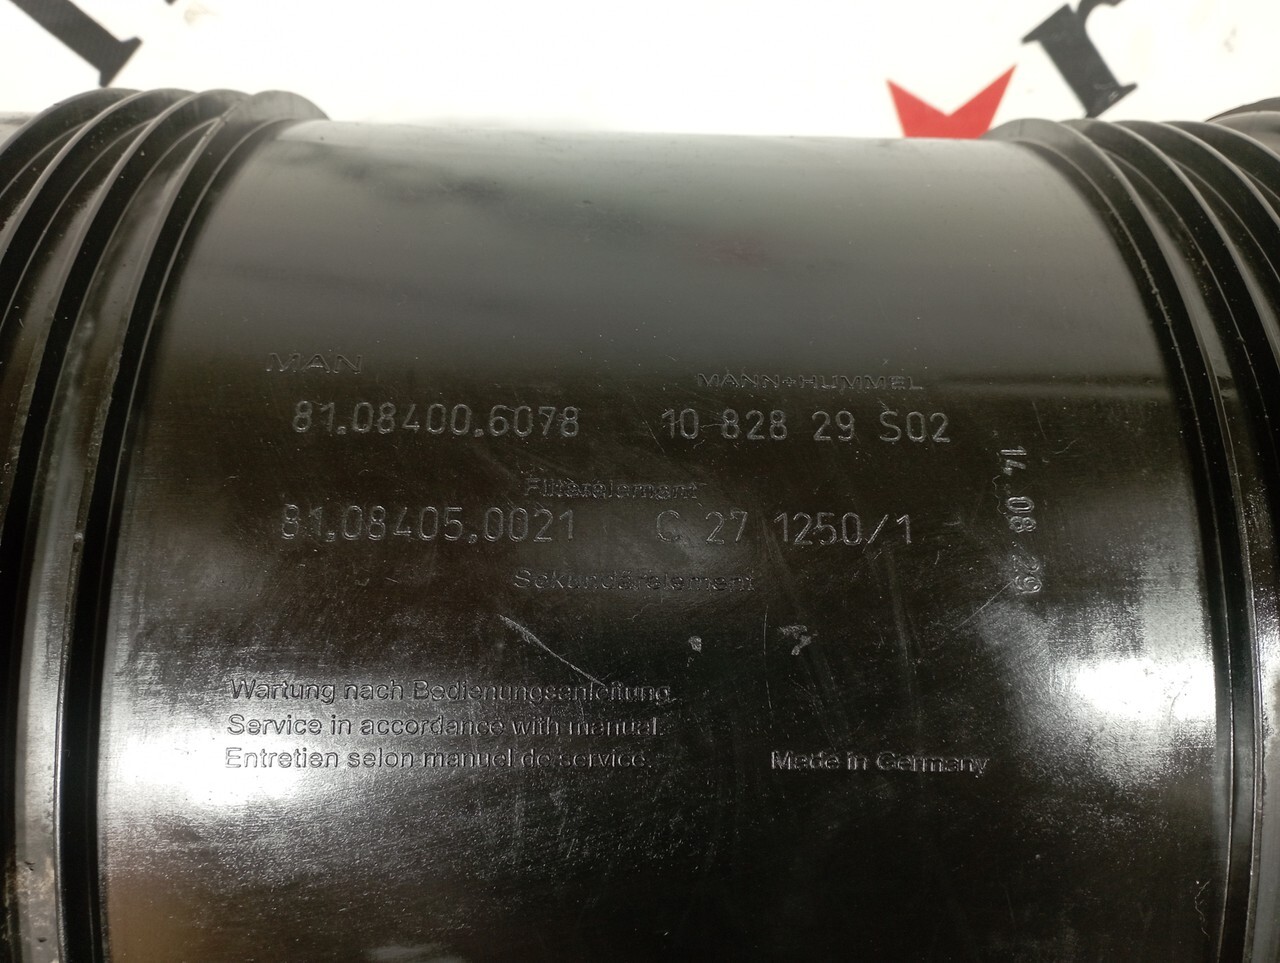 MAN
MANN+HUMMEL
81.08400.6078 10 828 29 S02
Filterelement
81.08405.0021 C 27 1250/1
Sekundärelement
14 08 29
Wartung nach Bedienungsanleitung.
Service in accordance with manual.
Entretien selon manuel de service.
Made in Germany
r